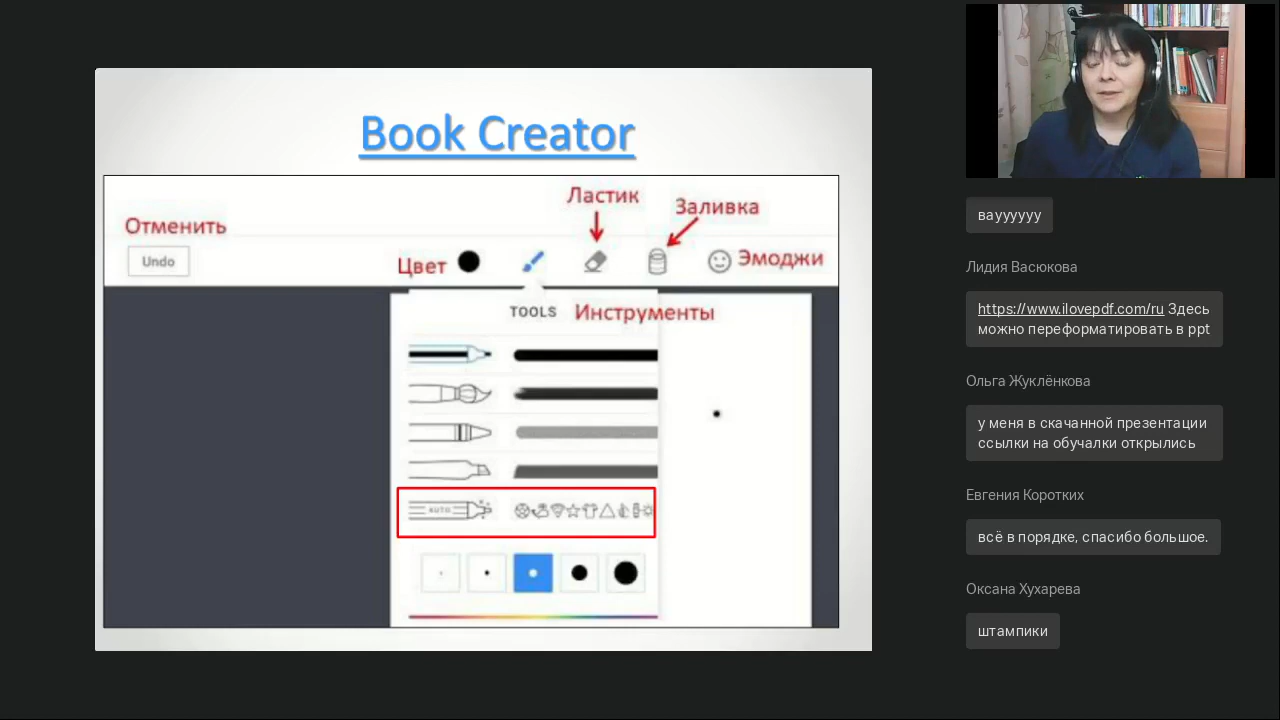 Book Creator
Ластик
Заливка
Отменить
Undo
Цвет
Эмоджи
TOOLS Инструменты
AUTO
вауууууу
Лидия Васюкова
https://www.ilovepdf.com/ru Здесь
можно переформатировать в ppt
Ольга Жуклёнкова
у меня в скачанной презентации
ссылки на обучалки открылись
Евгения Коротких
всё в порядке, спасибо большое.
Оксана Хухарева
штампики